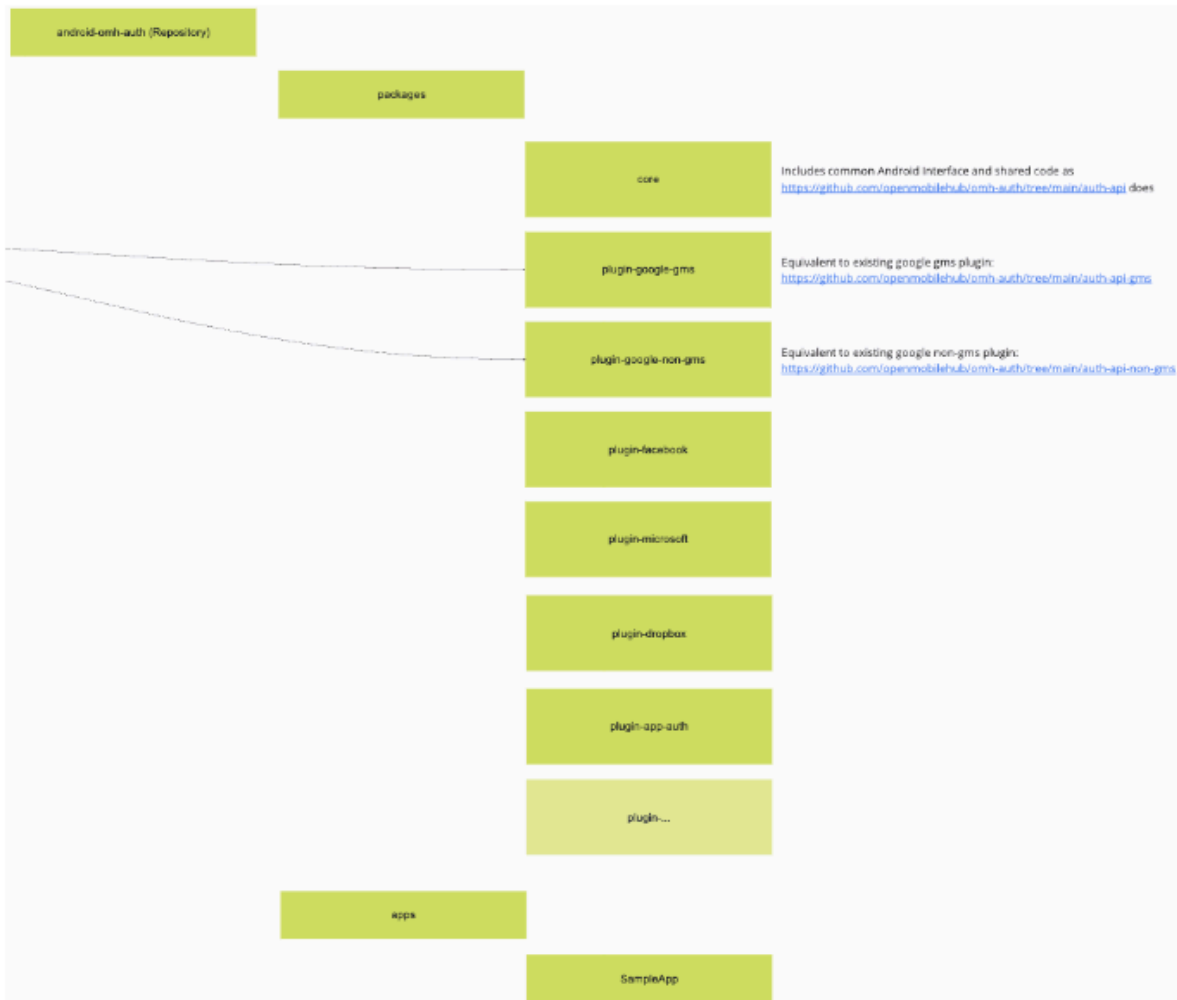 android-omh-auth (Repository)
packages
core
Includes common Android Interface and shared code as
https://github.com/openmobilehub/omh-auth/tree/main/auth-api does
plugin-google-gms
Equivalent to existing google gms plugin:
https://github.com/openmobilehub/omh-auth/tree/main/auth-api-gms
plugin-google-non-gms
Equivalent to existing google non-gms plugin:
https://github.com/openmobilehub/omh-auth/tree/main/auth-api-non-gms
plugin-facebook
plugin-microsoft
plugin-dropbox
plugin-app-auth
plugin-...
apps
SampleApp